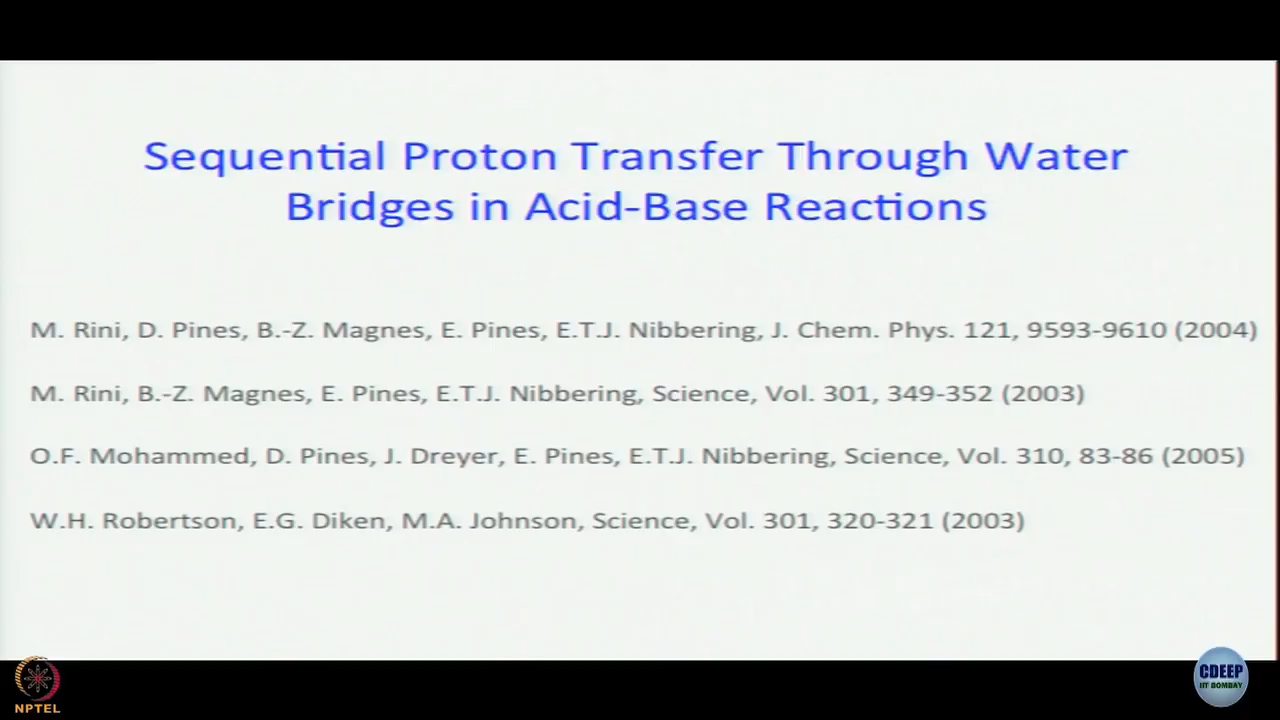 Sequential Proton Transfer Through Water
Bridges in Acid-Base Reactions
M. Rini, D. Pines, B.-Z. Magnes, E. Pines, E.T.J. Nibbering, J. Chem. Phys. 121, 9593-9610 (2004)
M. Rini, B.-Z. Magnes, E. Pines, E.T.J. Nibbering, Science, Vol. 301, 349-352 (2003)
O.F. Mohammed, D. Pines, J. Dreyer, E. Pines, E.T.J. Nibbering, Science, Vol. 310, 83-86 (2005)
W.H. Robertson, E.G. Diken, M.A. Johnson, Science, Vol. 301, 320-321 (2003)
NPTEL
CDEEP
IIT BOMBAY